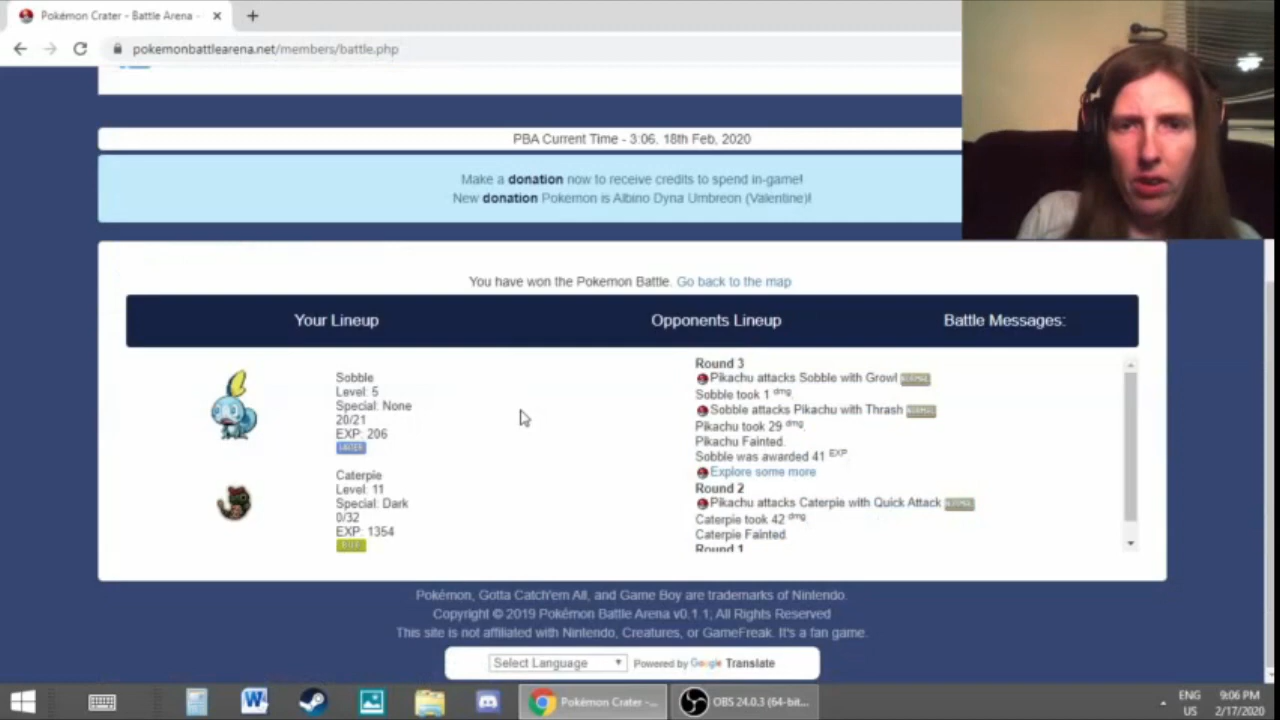 Pokémon Crater - Battle Arena -
pokemonbattlearena.net/members/battle.php
PBA Current Time - 3:06, 18th Feb, 2020
Make a donation now to receive credits to spend in-game!
New donation Pokemon is Albino Dyna Umbreon (Valentine)!
You have won the Pokemon Battle. Go back to the map
Your Lineup
Opponents Lineup
Battle Messages:
Sobble
Level: 5
Special: None
20/21
EXP: 206
WATER
Caterpie
Level: 11
Special: Dark
0/32
EXP: 1354
BUG
Round 3
Pikachu attacks Sobble with Growl NORMAL
Sobble took 1 dmg.
Sobble attacks Pikachu with Thrash NORMAL
Pikachu took 29 dmg.
Pikachu Fainted.
Sobble was awarded 41 EXP
Explore some more
Round 2
Pikachu attacks Caterpie with Quick Attack NORMAL
Caterpie took 42 dmg.
Caterpie Fainted.
Round 1
Pokémon, Gotta Catch'em All, and Game Boy are trademarks of Nintendo.
Copyright © 2019 Pokémon Battle Arena v0.1.1, All Rights Reserved
This site is not affiliated with Nintendo, Creatures, or GameFreak. It's a fan game.
Select Language
Powered by Google Translate
Pokémon Crater -...
OBS 24.0.3 (64-bit...
ENG
US
9:06 PM
2/17/2020